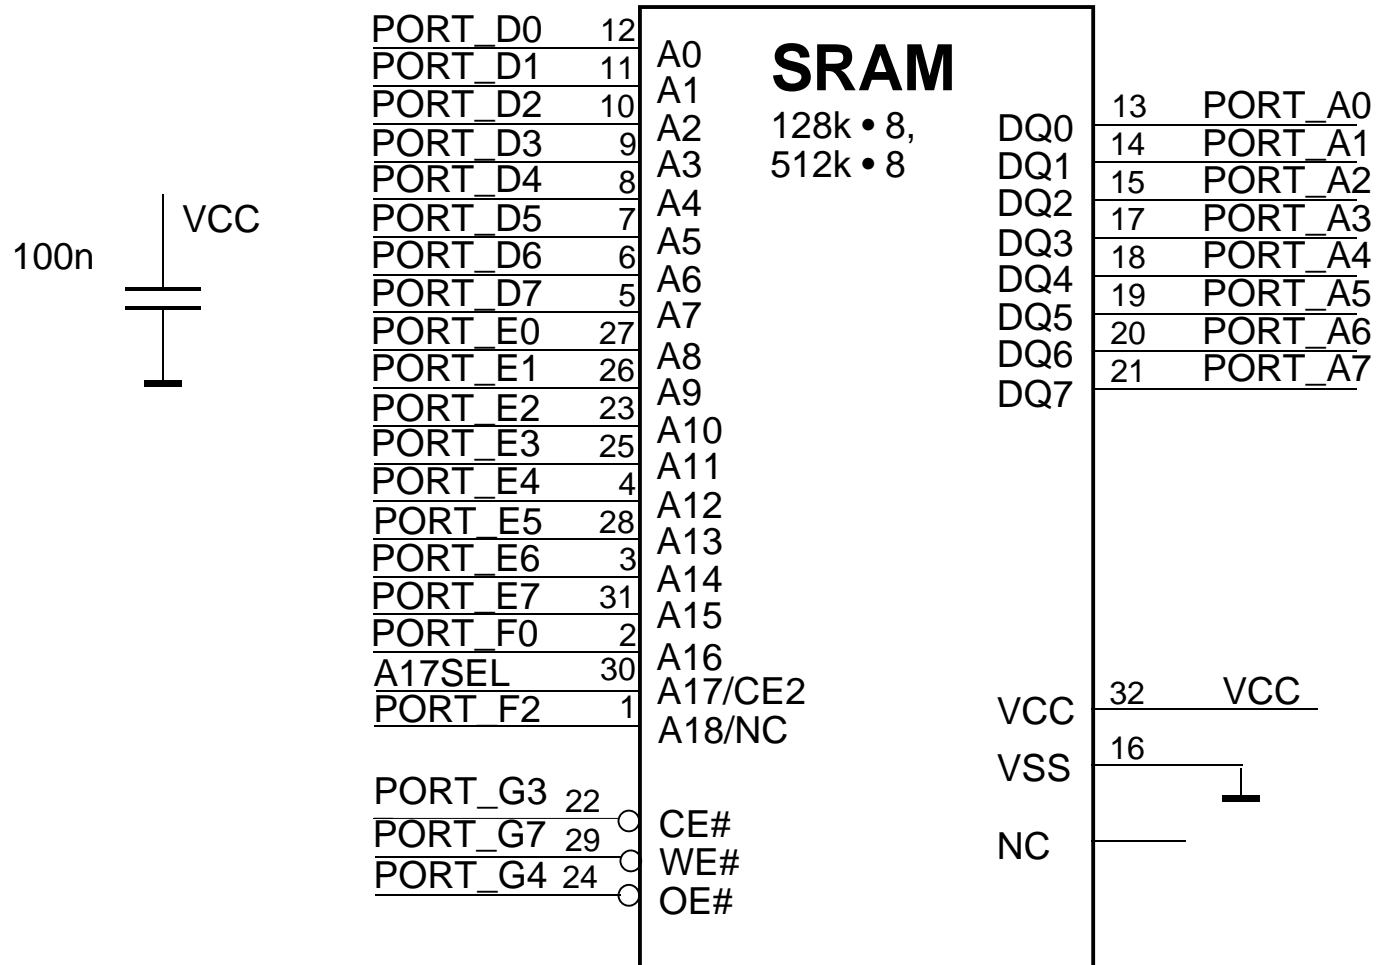 PORT_D0 12 A0
PORT_D1 11 A1
PORT_D2 10 A2
PORT_D3 9 A3
PORT_D4 8 A4
PORT_D5 7 A5
PORT_D6 6 A6
PORT_D7 5 A7
PORT_E0 27 A8
PORT_E1 26 A9
PORT_E2 23 A10
PORT_E3 25 A11
PORT_E4 4 A12
PORT_E5 28 A13
PORT_E6 3 A14
PORT_E7 31 A15
PORT_F0 2 A16
A17SEL 30 A17/CE2
PORT_F2 1 A18/NC
PORT_G3 22 CE#
PORT_G7 29 WE#
PORT_G4 24 OE#
SRAM
128k • 8,
512k • 8
DQ0 13 PORT_A0
DQ1 14 PORT_A1
DQ2 15 PORT_A2
DQ3 17 PORT_A3
DQ4 18 PORT_A4
DQ5 19 PORT_A5
DQ6 20 PORT_A6
DQ7 21 PORT_A7
VCC 32 VCC
VSS 16
NC
VCC
100n